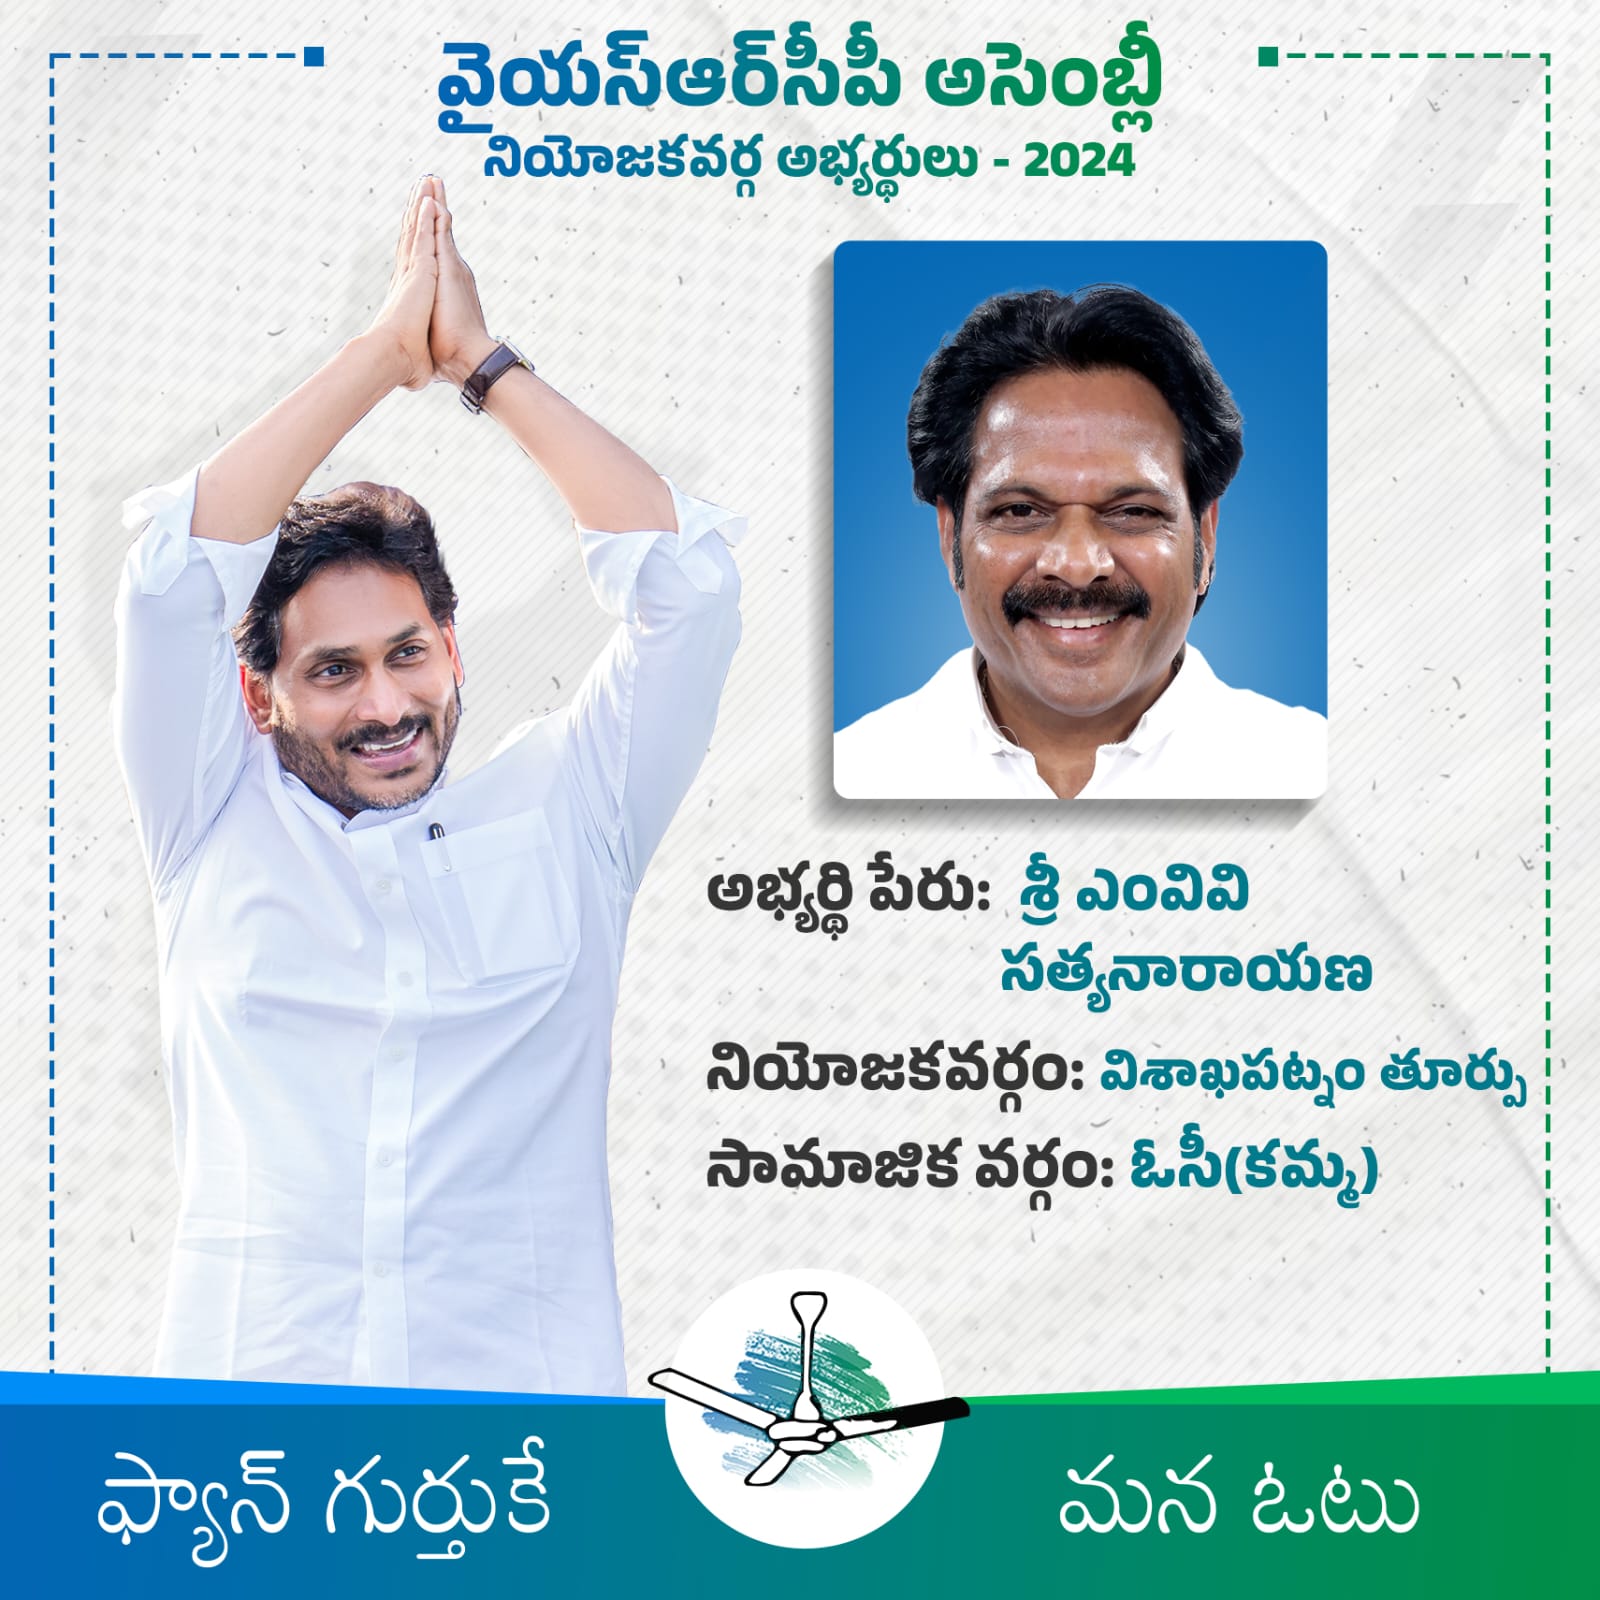 వైయస్ఆర్‌సీపీ అసెంబ్లీ
నియోజకవర్గ అభ్యర్థులు - 2024
అభ్యర్థి పేరు: శ్రీ ఎంవివి
సత్యనారాయణ
నియోజకవర్గం: విశాఖపట్నం తూర్పు
సామాజిక వర్గం: ఓసీ(కమ్మ)
ఫ్యాన్ గుర్తుకే
మన ఓటు